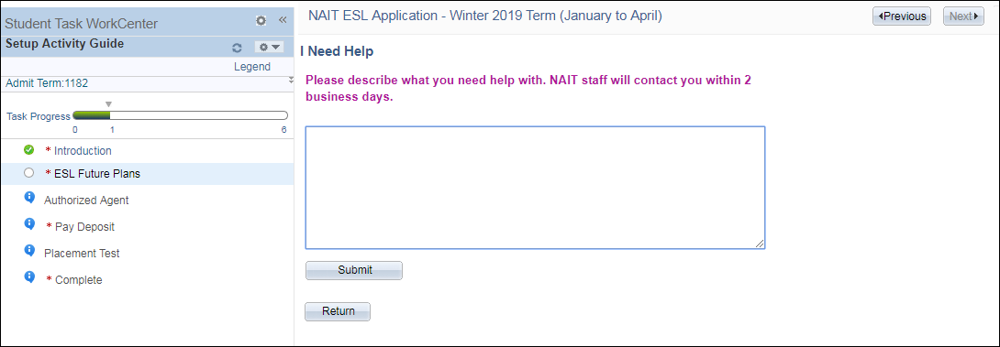 Student Task WorkCenter
«
Setup Activity Guide
Legend
Admit Term:1182
Task Progress
0 1 6
* Introduction
* ESL Future Plans
Authorized Agent
* Pay Deposit
Placement Test
* Complete
NAIT ESL Application - Winter 2019 Term (January to April)
Previous
Next
I Need Help
Please describe what you need help with. NAIT staff will contact you within 2
business days.
Submit
Return